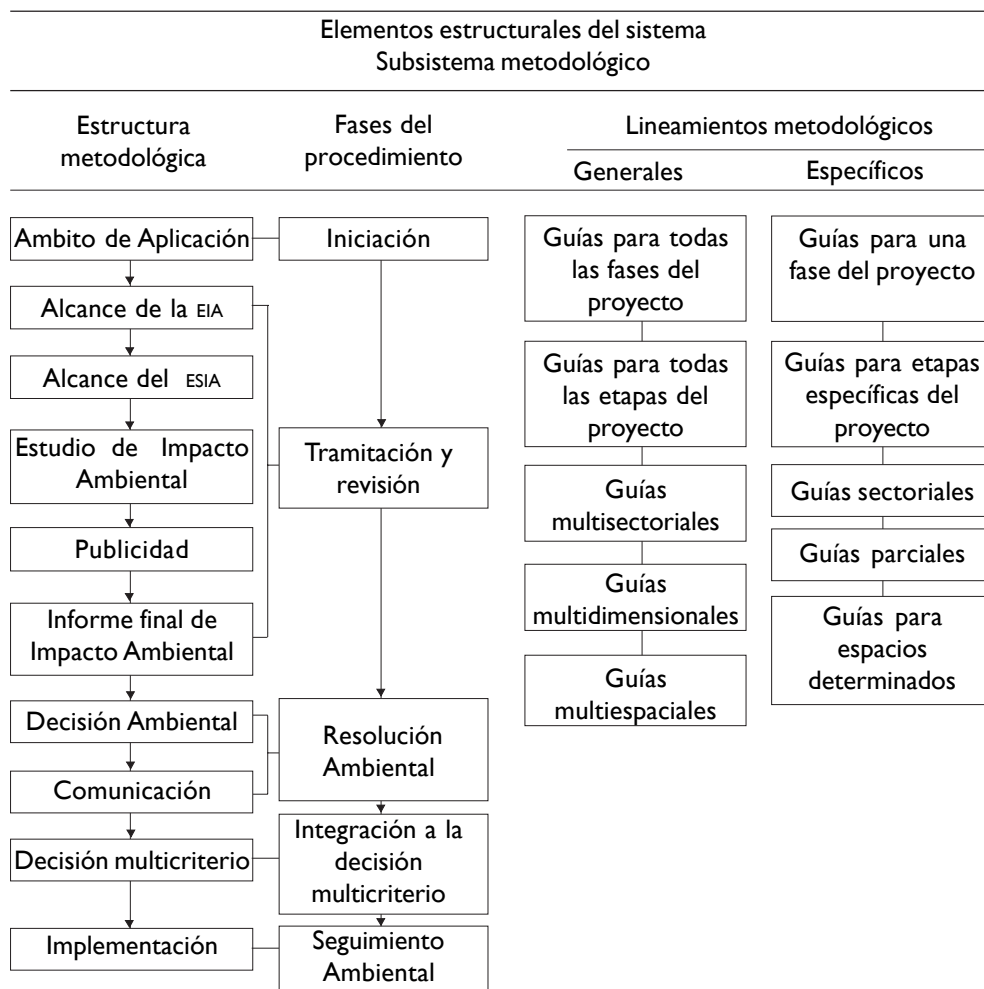 Elementos estructurales del sistema
Subsistema metodológico
Estructura
metodológica
Fases del
procedimiento
Lineamientos metodológicos
Generales
Específicos
Ambito de Aplicación
Alcance de la EIA
Alcance del ESIA
Estudio de Impacto
Ambiental
Publicidad
Informe final de
Impacto Ambiental
Decisión Ambiental
Comunicación
Decisión multicriterio
Implementación
Iniciación
Tramitación y
revisión
Resolución
Ambiental
Integración a la
decisión
multicriterio
Seguimiento
Ambiental
Guías para todas
las fases del
proyecto
Guías para todas
las etapas del
proyecto
Guías
multisectoriales
Guías
multidimensionales
Guías
multiespaciales
Guías para una
fase del proyecto
Guías para etapas
específicas del
proyecto
Guías sectoriales
Guías parciales
Guías para
espacios
determinados